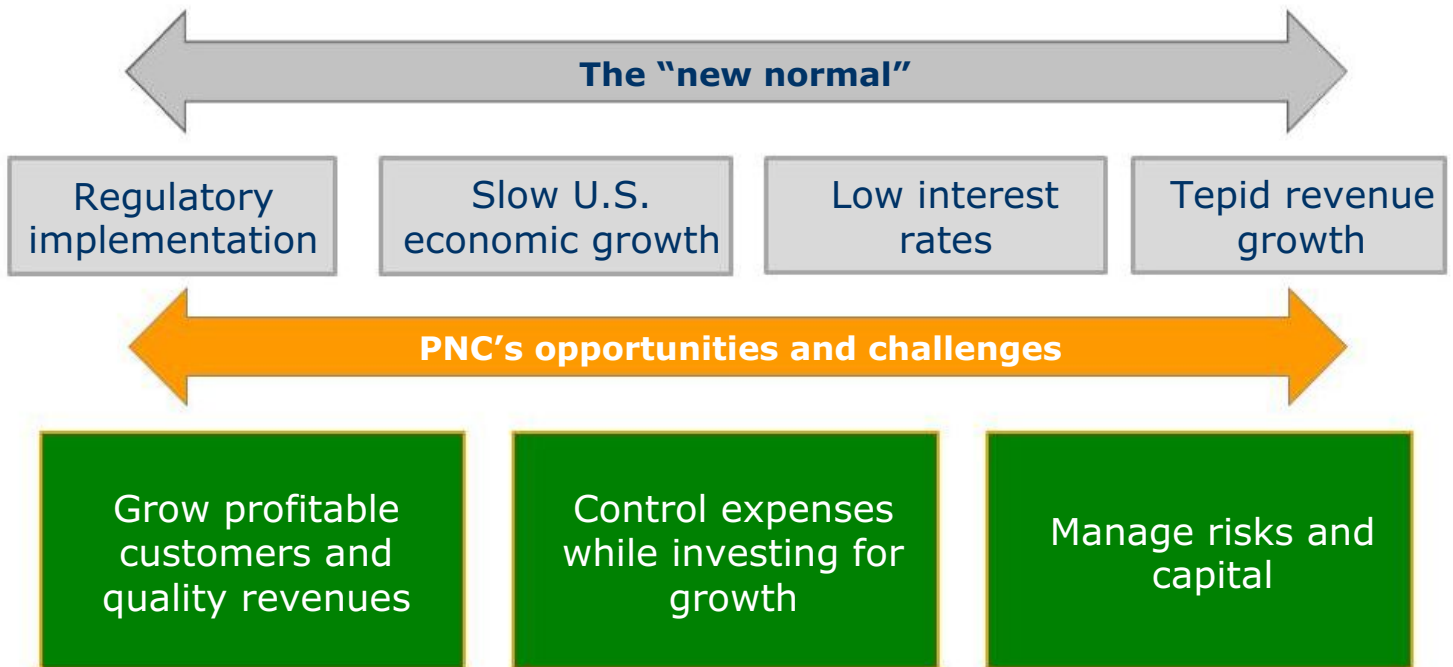 The “new normal”
Regulatory
implementation
Slow U.S.
economic growth
Low interest
rates
Tepid revenue
growth
PNC’s opportunities and challenges
Grow profitable
customers and
quality revenues
Control expenses
while investing for
growth
Manage risks and
capital